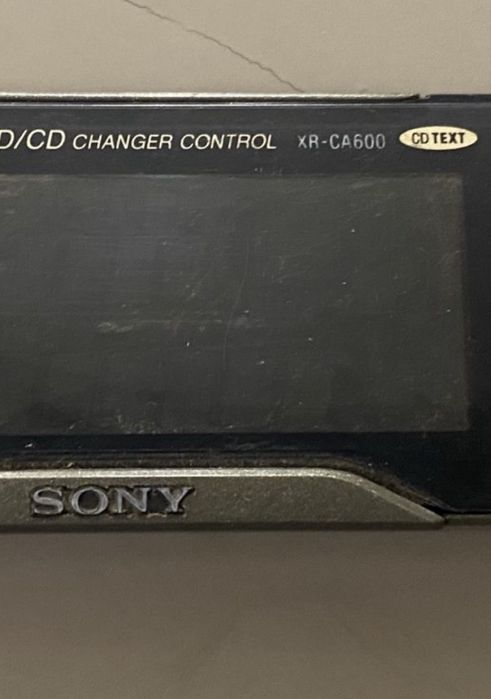 D/CD CHANGER CONTROL XR-CA600 CD TEXT
SONY